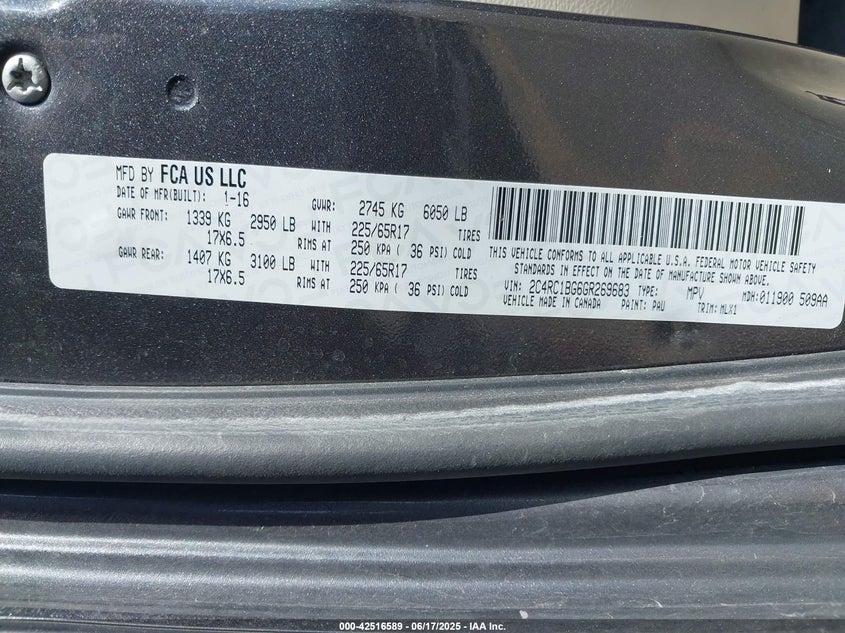 MFD BY FCA US LLC
DATE OF MFR(BUILT): 1-16 GVWR: 2745 KG 6050 LB
GAWR FRONT: 1339 KG 2950 LB WITH 225/65R17 TIRES
17X6.5 RIMS AT 250 KPA ( 36 PSI) COLD
GAWR REAR: 1407 KG 3100 LB WITH 225/65R17 TIRES
17X6.5 RIMS AT 250 KPA ( 36 PSI) COLD
THIS VEHICLE CONFORMS TO ALL APPLICABLE U.S.A. FEDERAL MOTOR VEHICLE SAFETY
STANDARDS IN EFFECT ON THE DATE OF MANUFACTURE SHOWN ABOVE.
VIN: 2C4RC1BG6GR269683 TYPE: MPV MDH:011900 509AA
VEHICLE MADE IN CANADA PAINT: PAU TRIM: MLX1
000-42516589 - 06/17/2025 - IAA Inc.